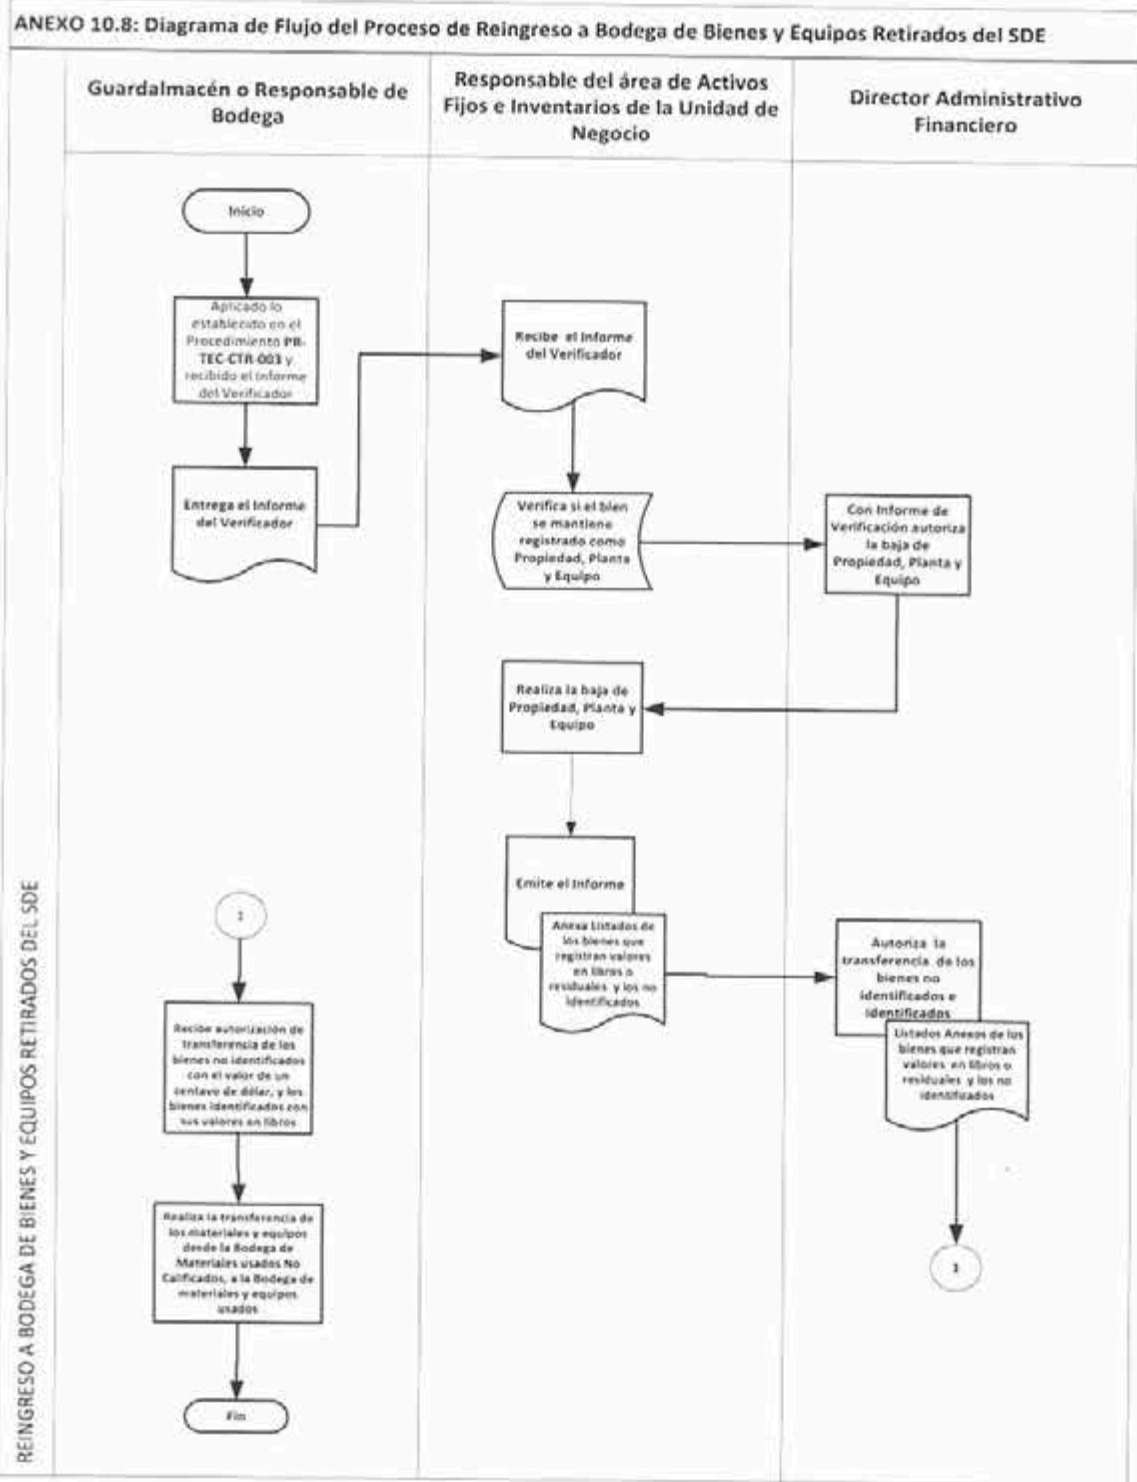 ANEXO 10.8: Diagrama de Flujo del Proceso de Reingreso a Bodega de Bienes y Equipos Retirados del SDE
Guardalmacén o Responsable de
Bodega
Responsable del área de Activos
Fijos e Inventarios de la Unidad de
Negocio
Director Administrativo
Financiero
REINGRESO A BODEGA DE BIENES Y EQUIPOS RETIRADOS DEL SDE
Inicio
Aplicado lo
establecido en el
Procedimiento PR-
TEC-CTR-003 y
recibido el Informe
del Verificador
Entrega el Informe
del Verificador
Recibe el Informe
del Verificador
Verifica si el bien
se mantiene
registrado como
Propiedad, Planta
y Equipo
Con Informe de
Verificación autoriza
la baja de
Propiedad, Planta y
Equipo
Realiza la baja de
Propiedad, Planta y
Equipo
Emite el Informe
Anexa Listados de
los bienes que
registran valores
en libros o
residuales y los no
identificados
Autoriza la
transferencia de los
bienes no
identificados e
identificados
Listados Anexos de los
bienes que registran
valores en libros o
residuales y los no
identificados
1
1
Recibe autorización de
transferencia de los
bienes no identificados
con el valor de un
centavo de dólar, y los
bienes identificados con
sus valores en libros
Realiza la transferencia de
los materiales y equipos
desde la Bodega de
Materiales usados No
Calificados, a la Bodega de
materiales y equipos
usados
Fin